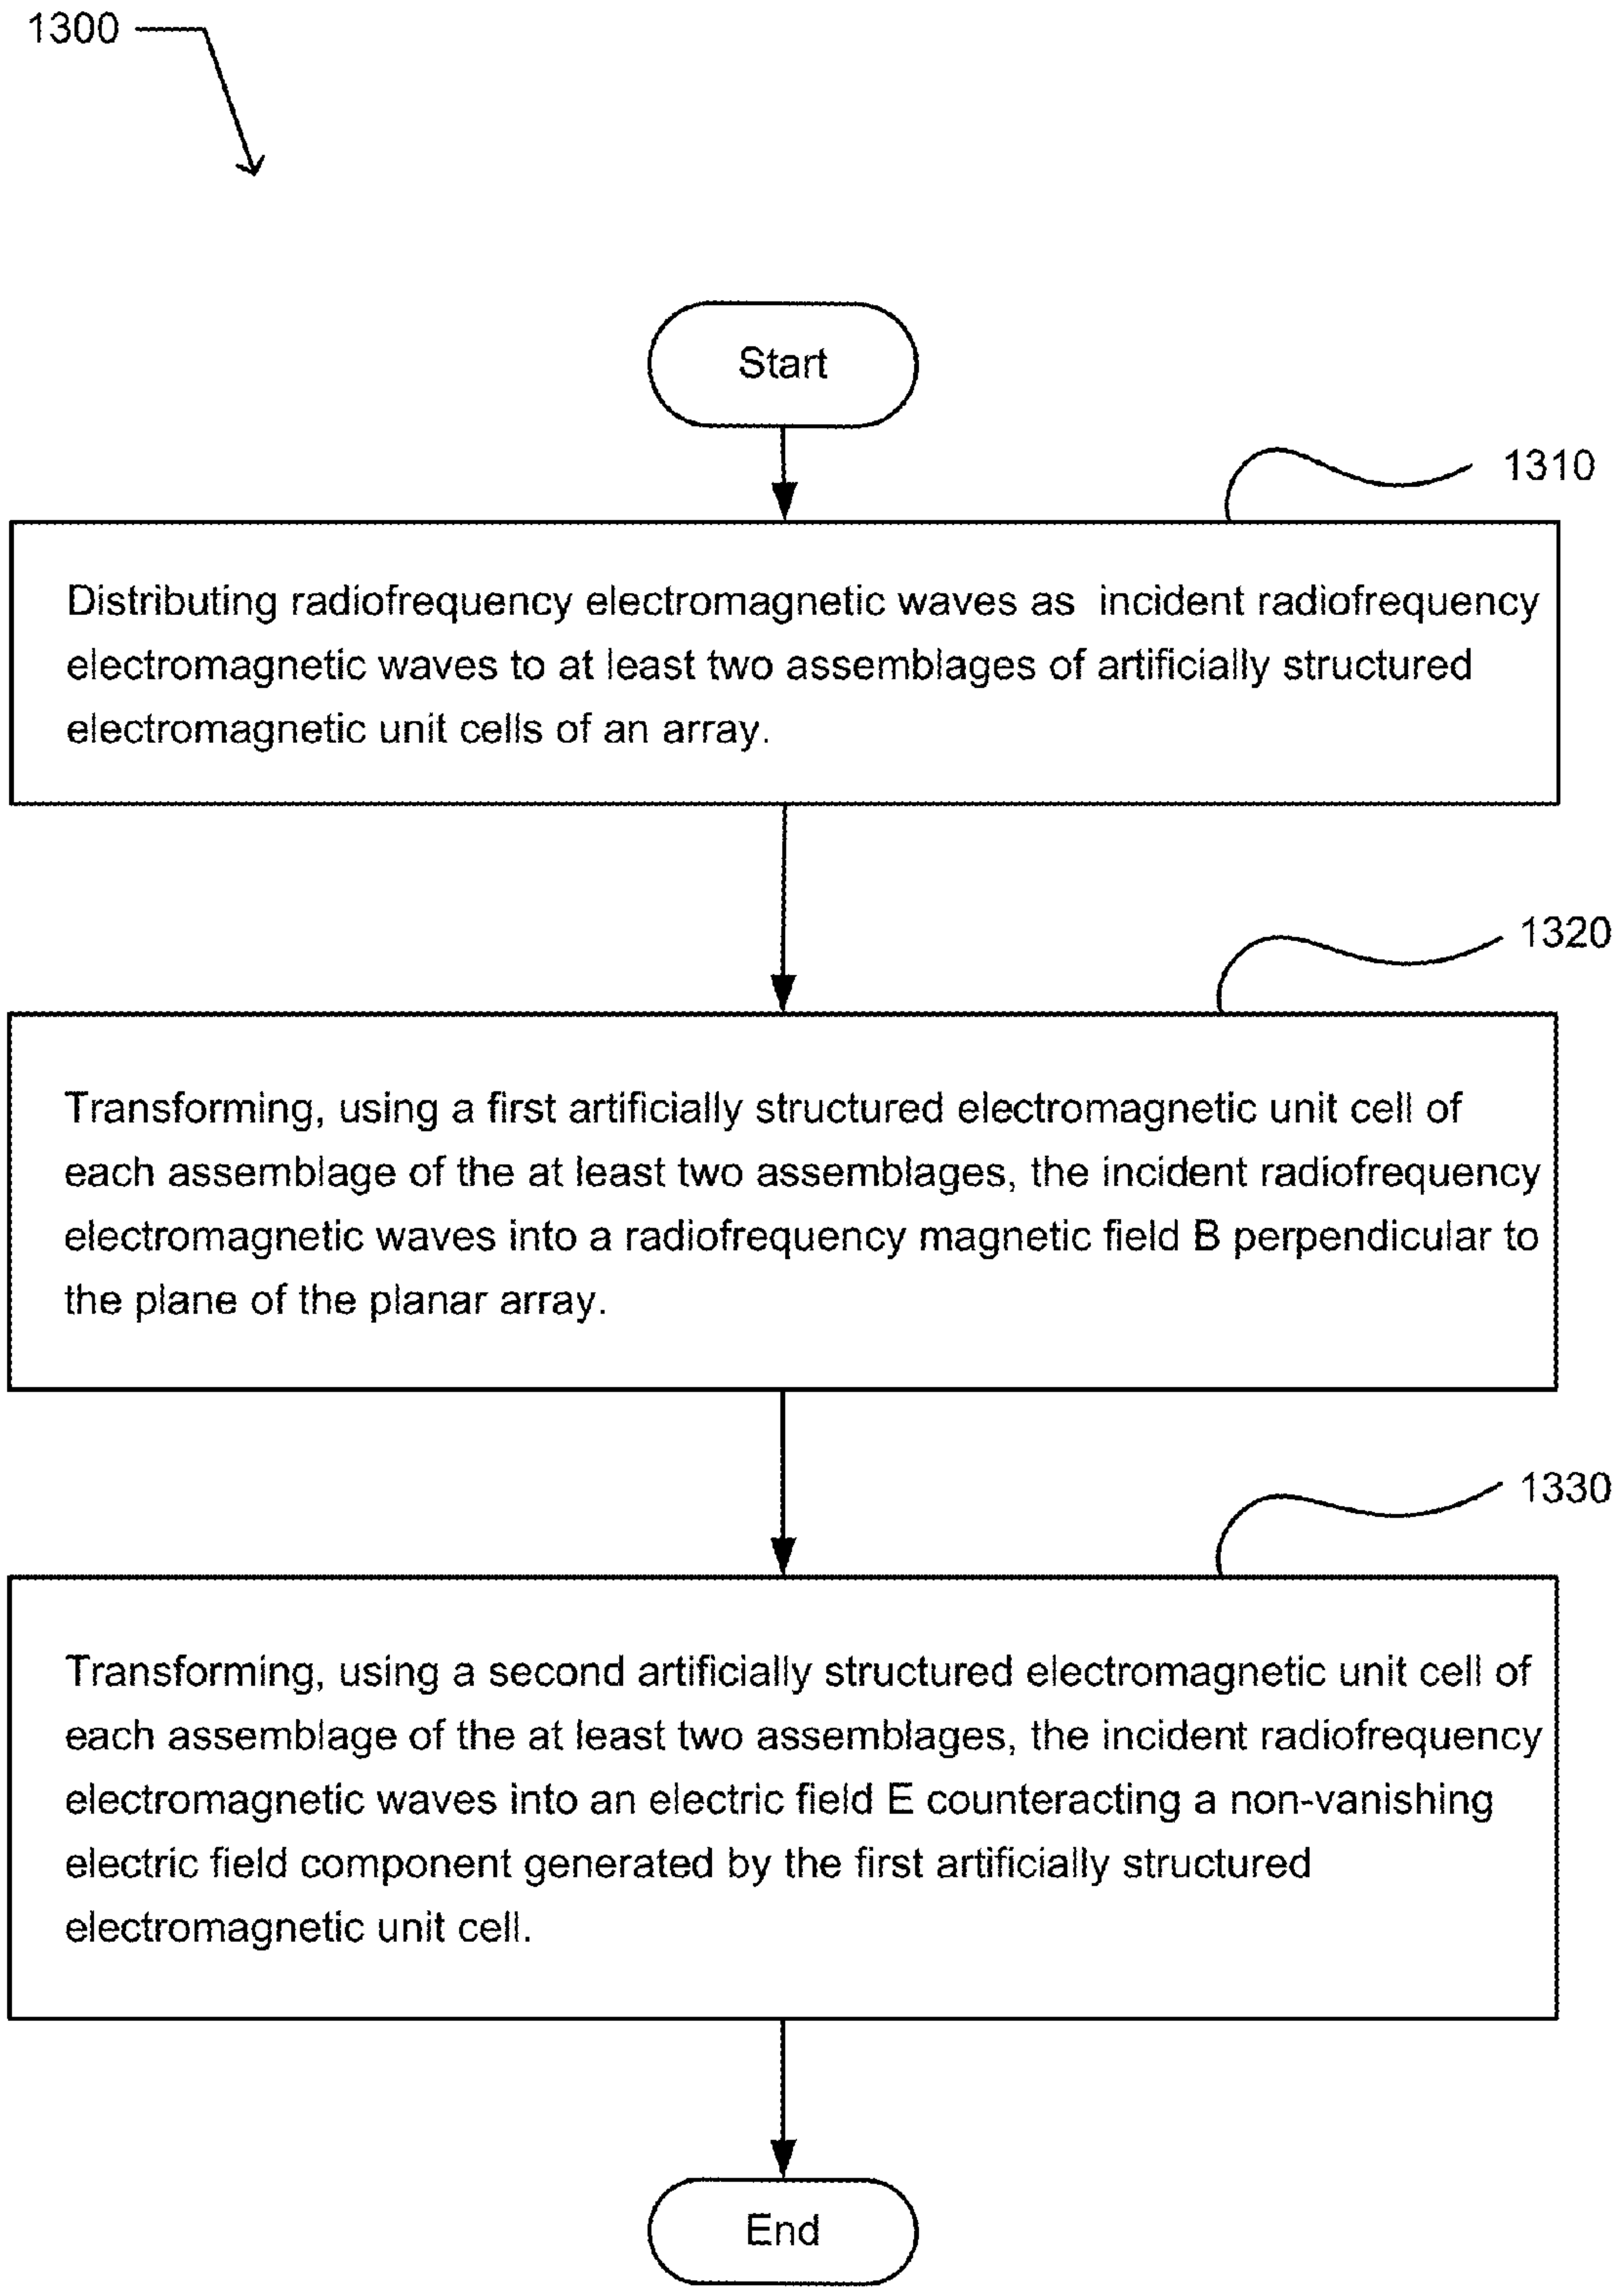 1300
Start
1310
Distributing radiofrequency electromagnetic waves as incident radiofrequency
electromagnetic waves to at least two assemblages of artificially structured
electromagnetic unit cells of an array.
1320
Transforming, using a first artificially structured electromagnetic unit cell of
each assemblage of the at least two assemblages, the incident radiofrequency
electromagnetic waves into a radiofrequency magnetic field B perpendicular to
the plane of the planar array.
1330
Transforming, using a second artificially structured electromagnetic unit cell of
each assemblage of the at least two assemblages, the incident radiofrequency
electromagnetic waves into an electric field E counteracting a non-vanishing
electric field component generated by the first artificially structured
electromagnetic unit cell.
End